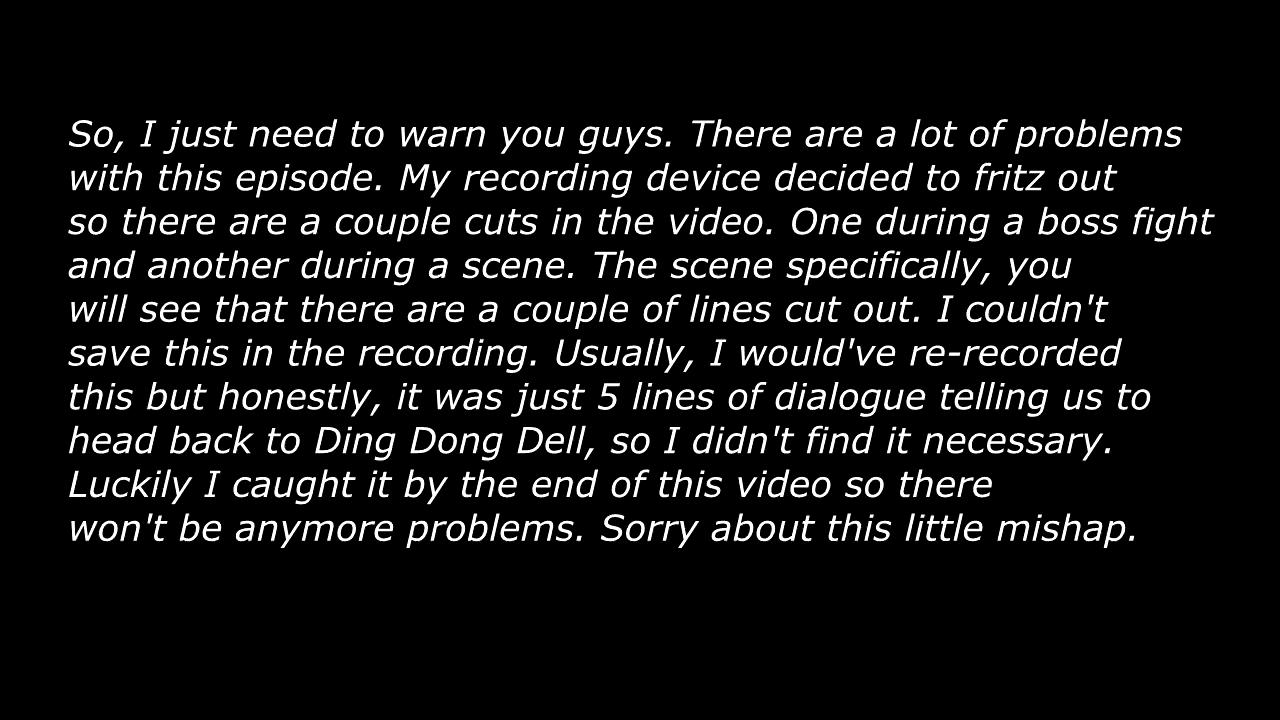 So, I just need to warn you guys. There are a lot of problems
with this episode. My recording device decided to fritz out
so there are a couple cuts in the video. One during a boss fight
and another during a scene. The scene specifically, you
will see that there are a couple of lines cut out. I couldn't
save this in the recording. Usually, I would've re-recorded
this but honestly, it was just 5 lines of dialogue telling us to
head back to Ding Dong Dell, so I didn't find it necessary.
Luckily I caught it by the end of this video so there
won't be anymore problems. Sorry about this little mishap.